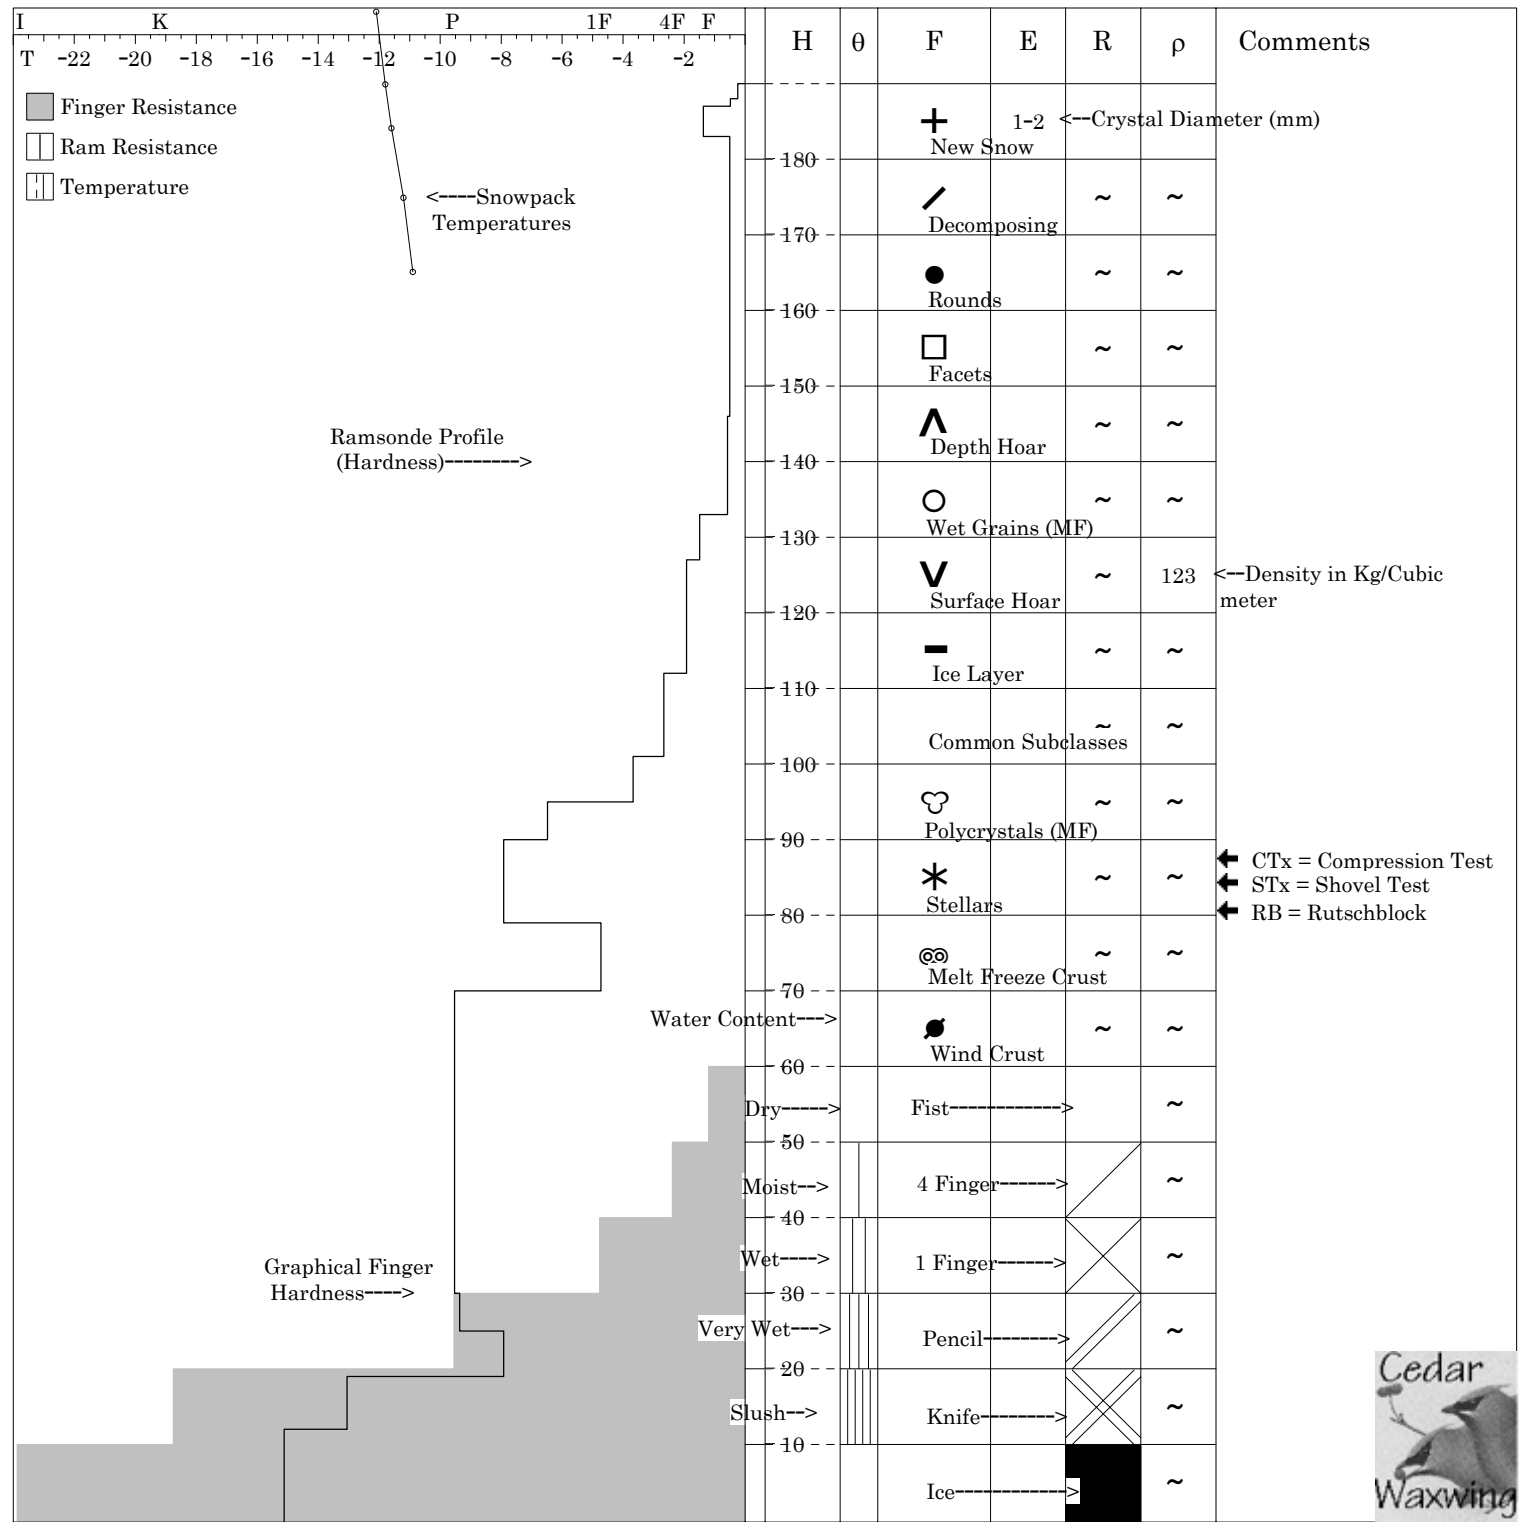 I K P 1F 4F F
T -22 -20 -18 -16 -14 -12 -10 -8 -6 -4 -2
H θ F E R ρ Comments
Finger Resistance
Ram Resistance
Temperature
<----Snowpack
Temperatures
Ramsonde Profile
(Hardness)-------->
Graphical Finger
Hardness---->
1-2 <--Crystal Diameter (mm)
New Snow
180
~ ~
Decomposing
170
~ ~
Rounds
160
~ ~
Facets
150
~ ~
Depth Hoar
140
~ ~
Wet Grains (MF)
130
~ 123 <--Density in Kg/Cubic
meter
Surface Hoar
120
~ ~
Ice Layer
110
~ ~
Common Subclasses
100
~ ~
Polycrystals (MF)
90
CTx = Compression Test
~ ~
STx = Shovel Test
Stellars
RB = Rutschblock
80
~ ~
Melt Freeze Crust
70
Water Content--->
~ ~
Wind Crust
60
Dry-----> Fist-----------> ~
50
Moist--> 4 Finger------> ~
40
Wet----> 1 Finger------> ~
30
Very Wet---> Pencil--------> ~
20
Slush--> Knife---------> ~
10
Ice------------> ~
Cedar
Waxwing